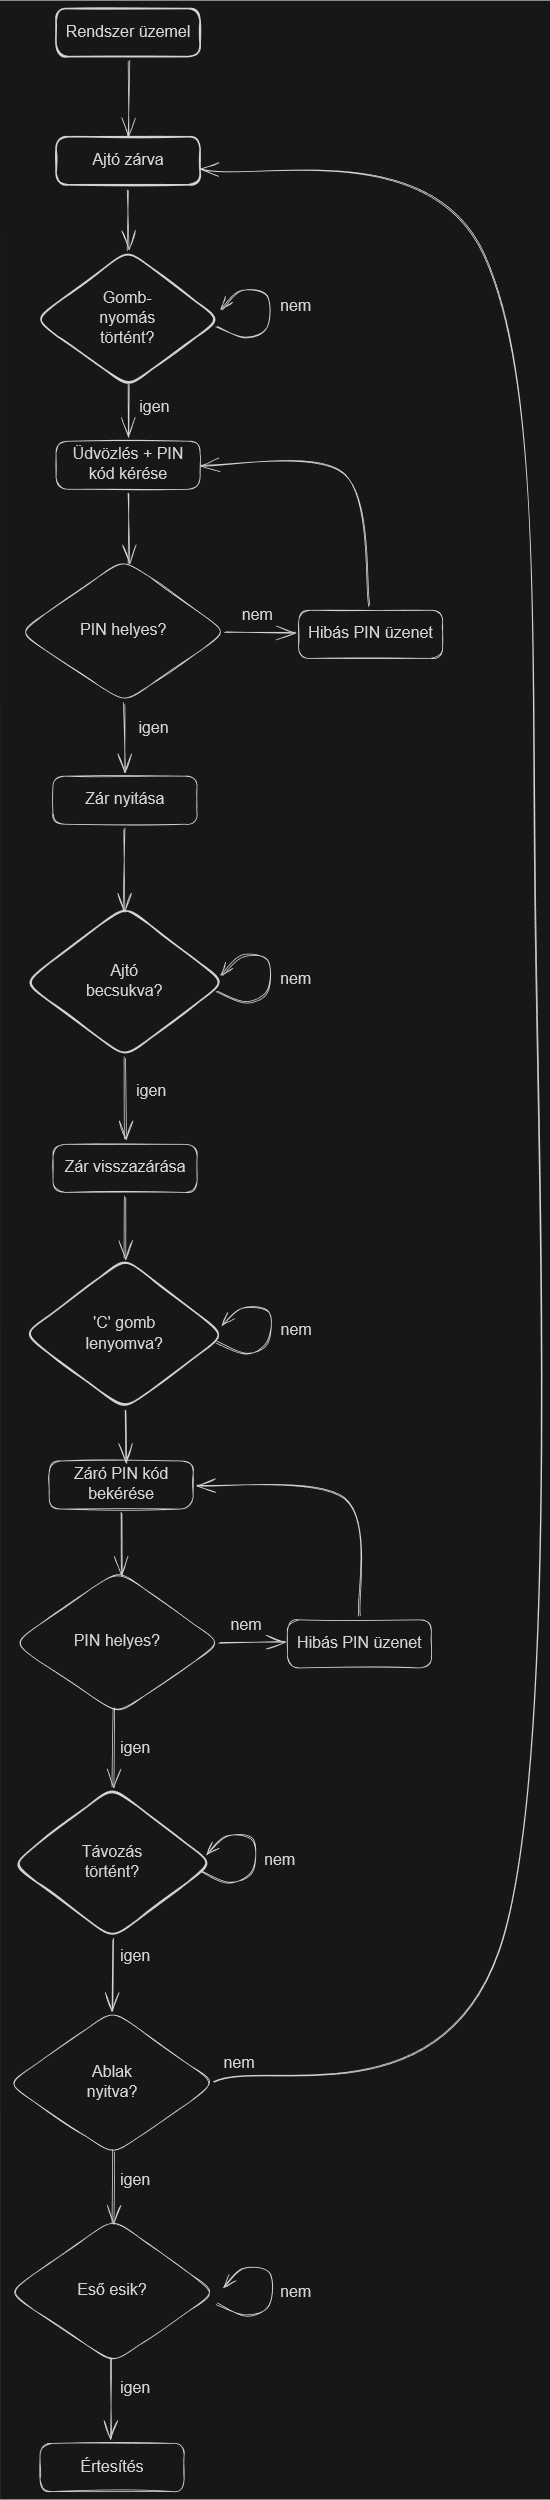 Rendszer üzemel
Ajtó zárva
Gomb-
nyomás
történt?
nem
igen
Üdvözlés + PIN
kód kérése
PIN helyes?
nem
Hibás PIN üzenet
igen
Zár nyitása
Ajtó
becsukva?
nem
igen
Zár visszazárása
'C' gomb
lenyomva?
nem
Záró PIN kód
bekérése
PIN helyes?
nem
Hibás PIN üzenet
igen
Távozás
történt?
nem
igen
Ablak
nyitva?
nem
igen
Eső esik?
nem
igen
Értesítés